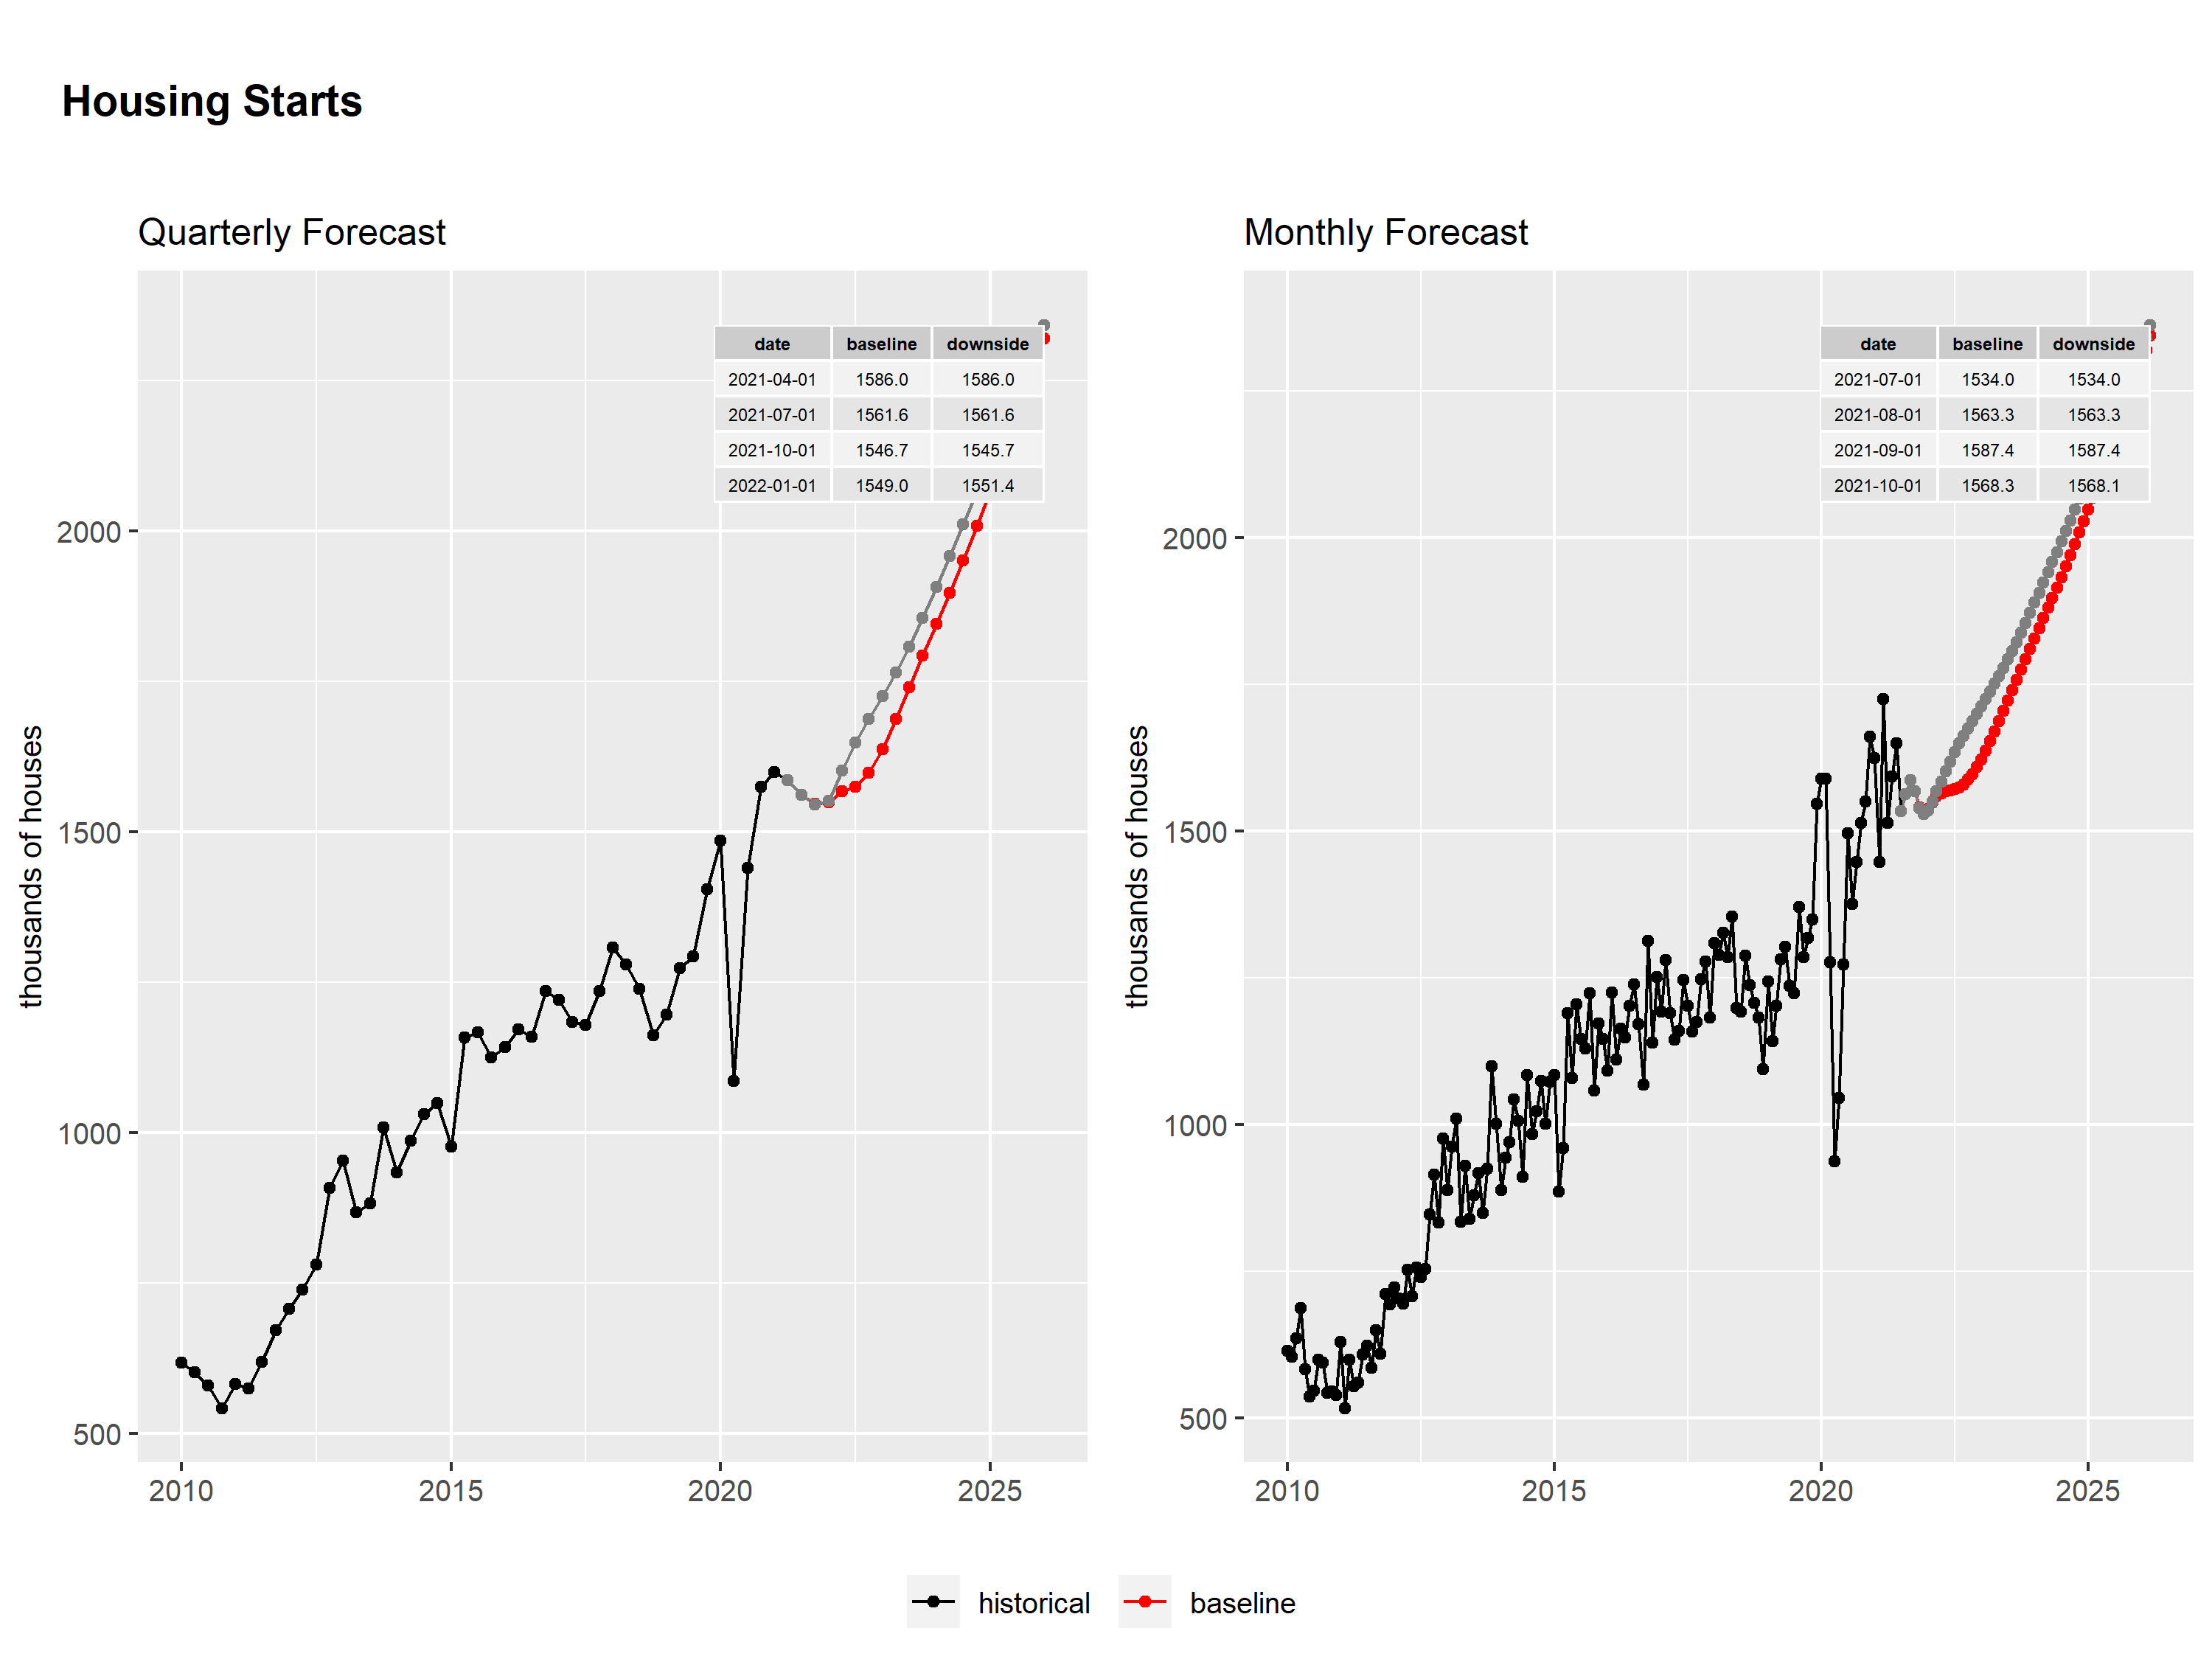 Housing Starts
Quarterly Forecast
thousands of houses
2000
1500
1000
500
2010 2015 2020 2025
date baseline downside
2021-04-01 1586.0 1586.0
2021-07-01 1561.6 1561.6
2021-10-01 1546.7 1545.7
2022-01-01 1549.0 1551.4
Monthly Forecast
thousands of houses
2000
1500
1000
500
2010 2015 2020 2025
date baseline downside
2021-07-01 1534.0 1534.0
2021-08-01 1563.3 1563.3
2021-09-01 1587.4 1587.4
2021-10-01 1568.3 1568.1
historical baseline